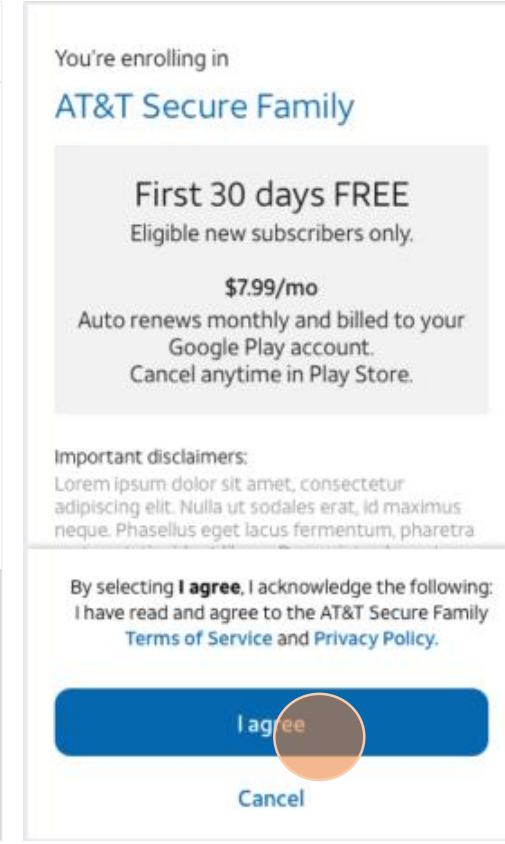 You're enrolling in
AT&T Secure Family
First 30 days FREE
Eligible new subscribers only.
$7.99/mo
Auto renews monthly and billed to your
Google Play account.
Cancel anytime in Play Store.
Important disclaimers:
Lorem ipsum dolor sit amet, consectetur
adipiscing elit. Nulla ut sodales erat, id maximus
neque. Phasellus eget lacus fermentum, pharetra
By selecting I agree, I acknowledge the following:
I have read and agree to the AT&T Secure Family
Terms of Service and Privacy Policy.
I agree
Cancel